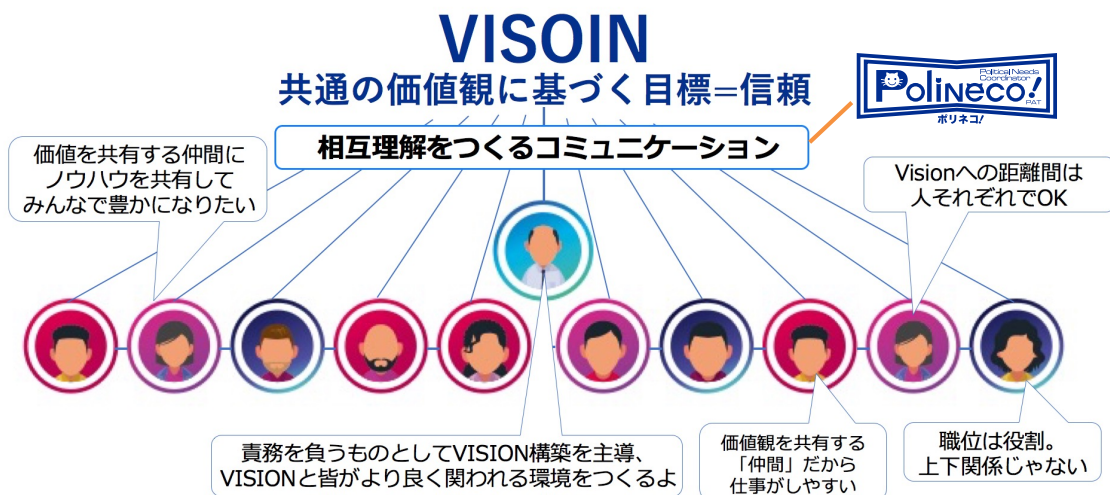 VISOIN
共通の価値観に基づく目標=信頼
Political Needs
Coordinator
Polineco!
PAT
ポリネコ!
相互理解をつくるコミュニケーション
価値を共有する仲間に
ノウハウを共有して
みんなで豊かになりたい
Visionへの距離間は
人それぞれでOK
責務を負うものとしてVISION構築を主導、
VISIONと皆がより良く関われる環境をつくるよ
価値観を共有する
「仲間」だから
仕事がしやすい
職位は役割。
上下関係じゃない